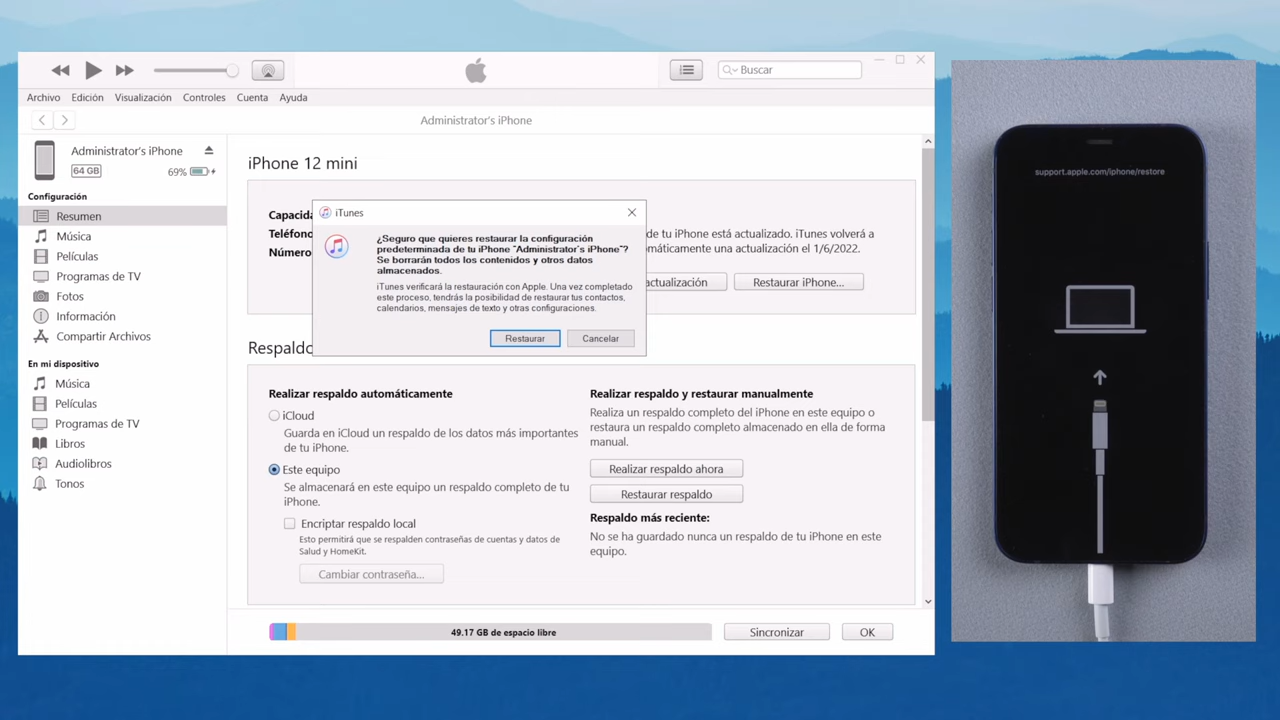 Buscar
Archivo Edición Visualización Controles Cuenta Ayuda
Administrator's iPhone
Administrator's iPhone
64 GB
69%
Configuración
Resumen
Música
Películas
Programas de TV
Fotos
Información
Compartir Archivos
En mi dispositivo
Música
Películas
Programas de TV
Libros
Audiolibros
Tonos
iPhone 12 mini
Capacida
Teléfono
Número
de tu iPhone está actualizado. iTunes volverá a
omáticamente una actualización el 1/6/2022.
actualización
Restaurar iPhone...
iTunes
¿Seguro que quieres restaurar la configuración
predeterminada de tu iPhone "Administrator's iPhone"?
Se borrarán todos los contenidos y otros datos
almacenados.
iTunes verificará la restauración con Apple. Una vez completado
este proceso, tendrás la posibilidad de restaurar tus contactos,
calendarios, mensajes de texto y otras configuraciones.
Restaurar
Cancelar
Respaldo
Realizar respaldo automáticamente
iCloud
Guarda en iCloud un respaldo de los datos más importantes
de tu iPhone.
Este equipo
Se almacenará en este equipo un respaldo completo de tu
iPhone.
Encriptar respaldo local
Esto permitirá que se respalden contraseñas de cuentas y datos de
Salud y HomeKit.
Cambiar contraseña...
Realizar respaldo y restaurar manualmente
Realiza un respaldo completo del iPhone en este equipo o
restaura un respaldo completo almacenado en ella de forma
manual.
Realizar respaldo ahora
Restaurar respaldo
Respaldo más reciente:
No se ha guardado nunca un respaldo de tu iPhone en este
equipo.
49.17 GB de espacio libre
Sincronizar
OK
support.apple.com/iphone/restore